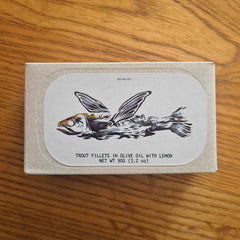 TROUT FILLETS IN OLIVE OIL WITH LEMON
NET WT 90G (3.2 oz)